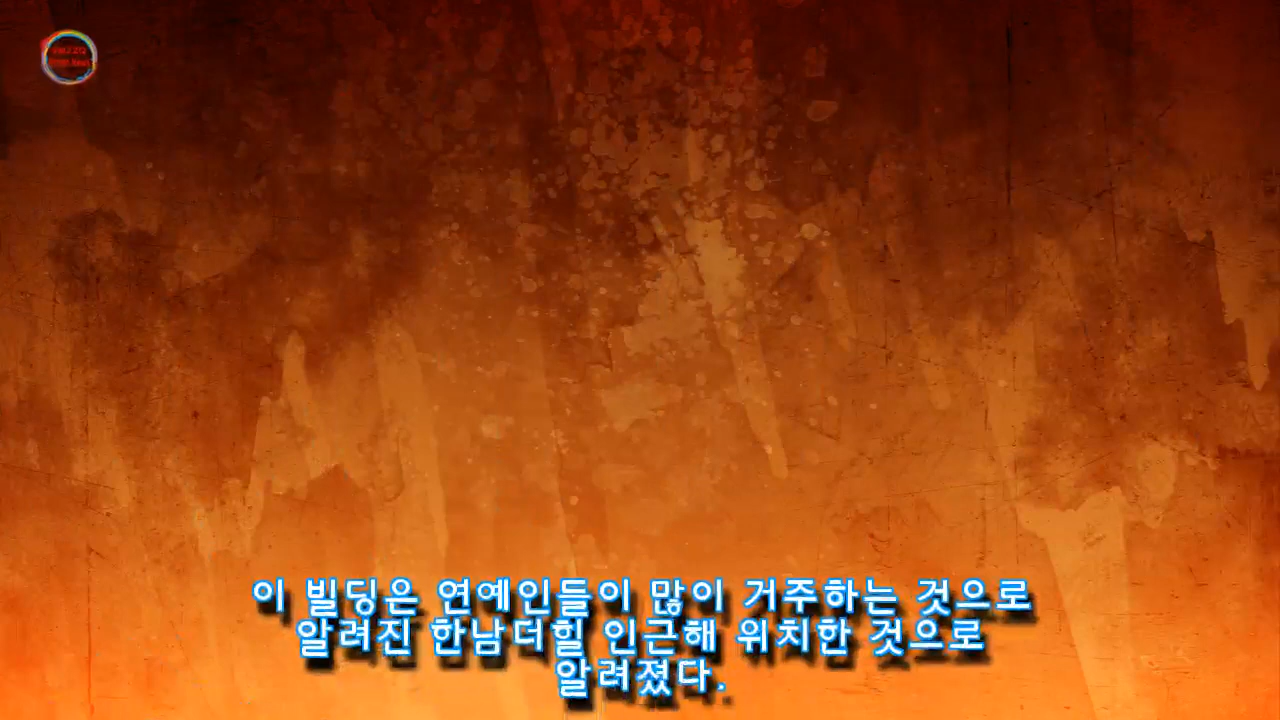 이 빌딩은 연예인들이 많이 거주하는 것으로
알려진 한남더힐 인근해 위치한 것으로
알려졌다.